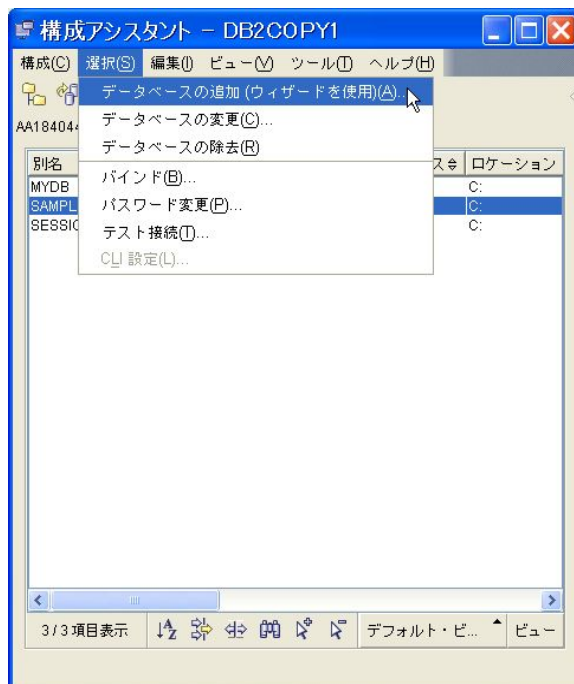 構成アシスタント - DB2COPY1
構成(C) 選択(S) 編集(I) ビュー(V) ツール(T) ヘルプ(H)
データベースの追加 (ウィザードを使用)(A)...
AA18404
データベースの変更(C)...
データベースの除去(R)
別名 ス ロケーション
バインド(B)...
MYDB C:
SAMPL C:
パスワード変更(P)...
SESSIO C:
テスト接続(T)...
CLI 設定(L)...
3/3項目表示 デフォルト・ビ... ビュー